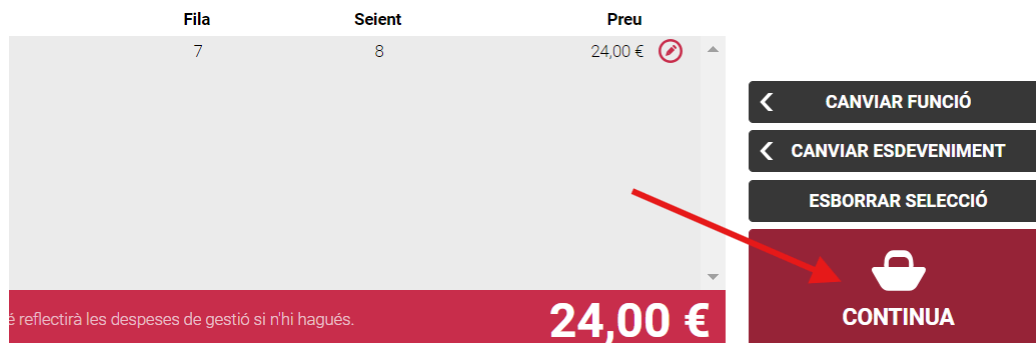 Fila Seient Preu
7 8 24,00 €
CANVIAR FUNCIÓ
CANVIAR ESDEVENIMENT
ESBORRAR SELECCIÓ
reflectirà les despeses de gestió si n'hi hagués. 24,00 €
CONTINUA